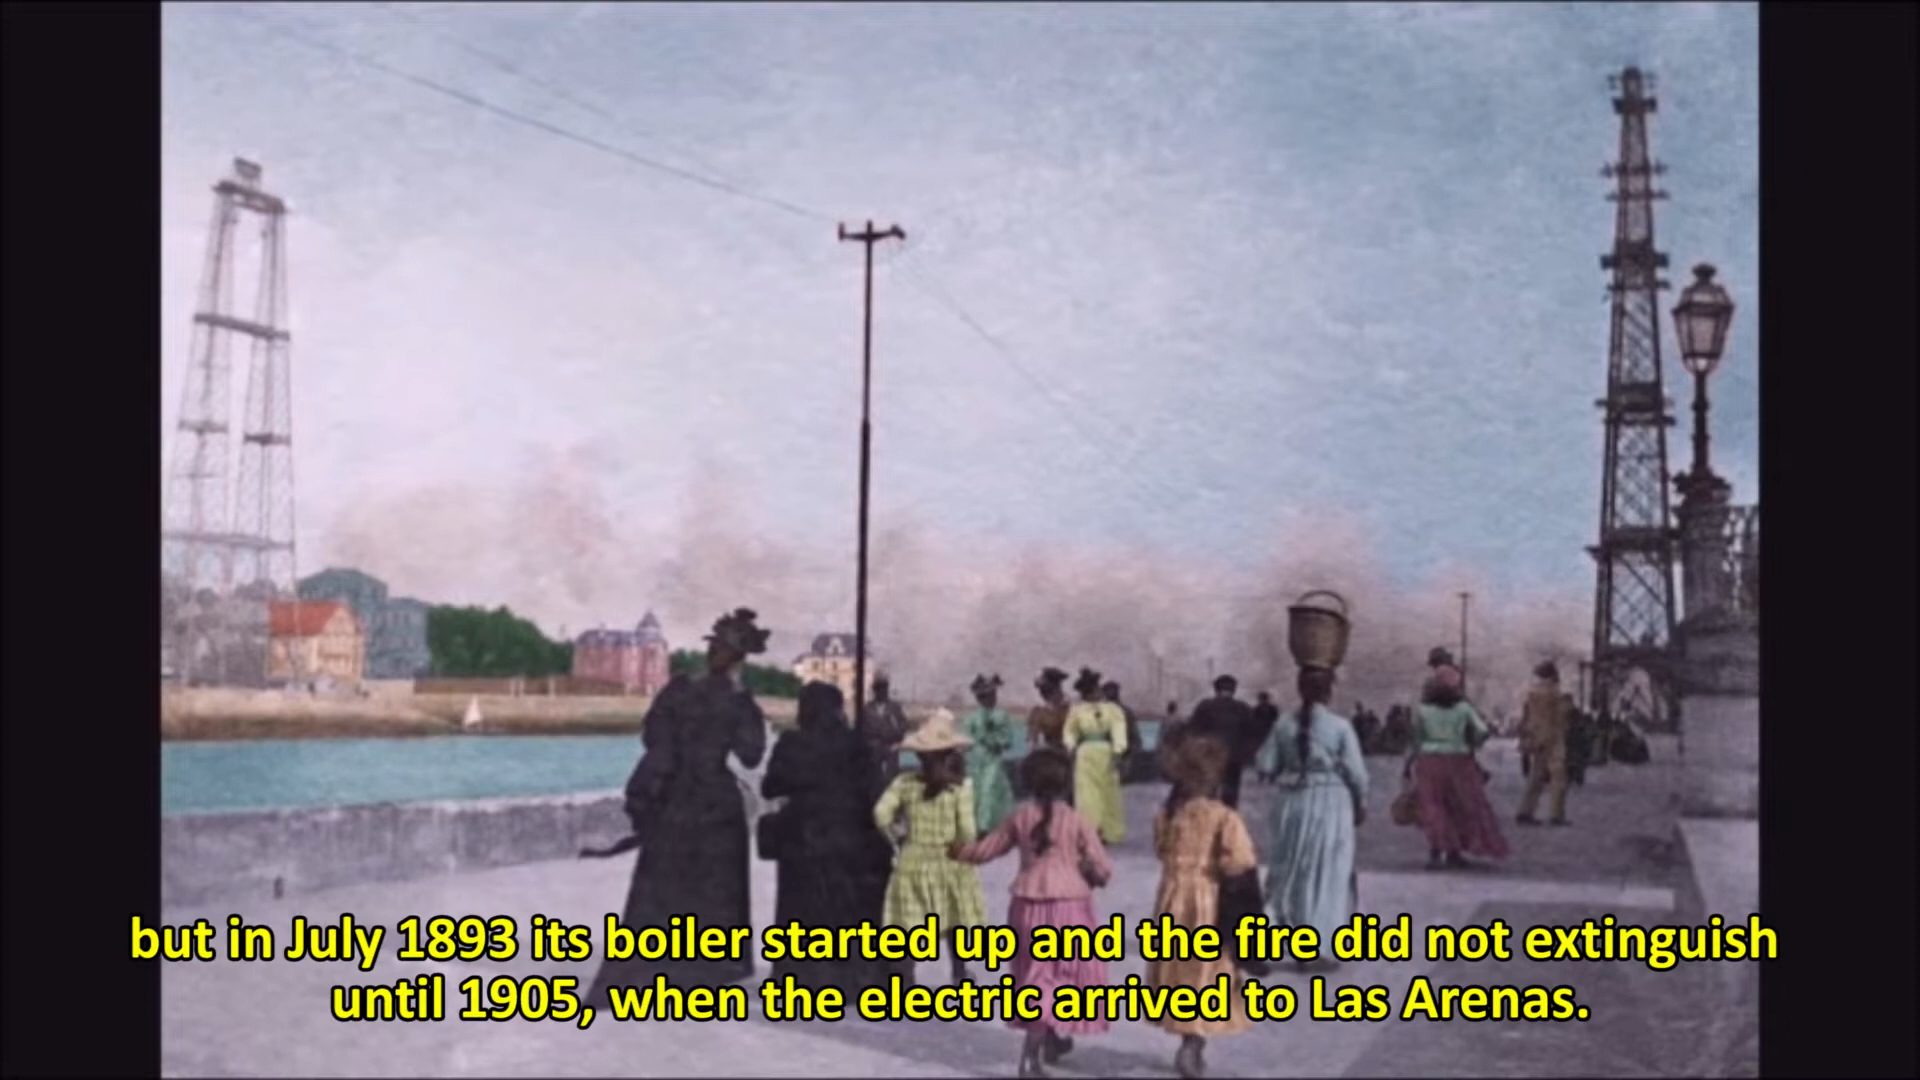 but in July 1893 its boiler started up and the fire did not extinguish
until 1905, when the electric arrived to Las Arenas.